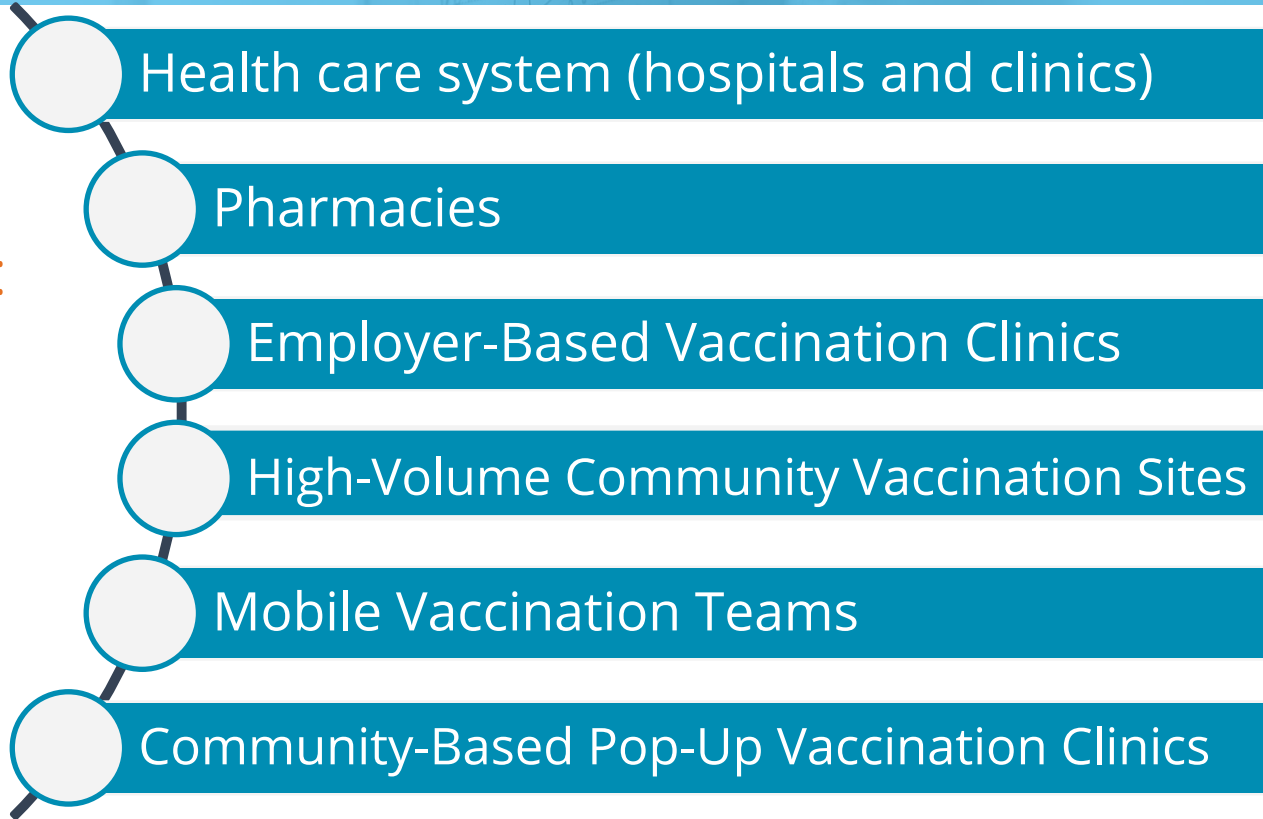 Health care system (hospitals and clinics)
Pharmacies
:
Employer-Based Vaccination Clinics
High-Volume Community Vaccination Sites
Mobile Vaccination Teams
Community-Based Pop-Up Vaccination Clinics